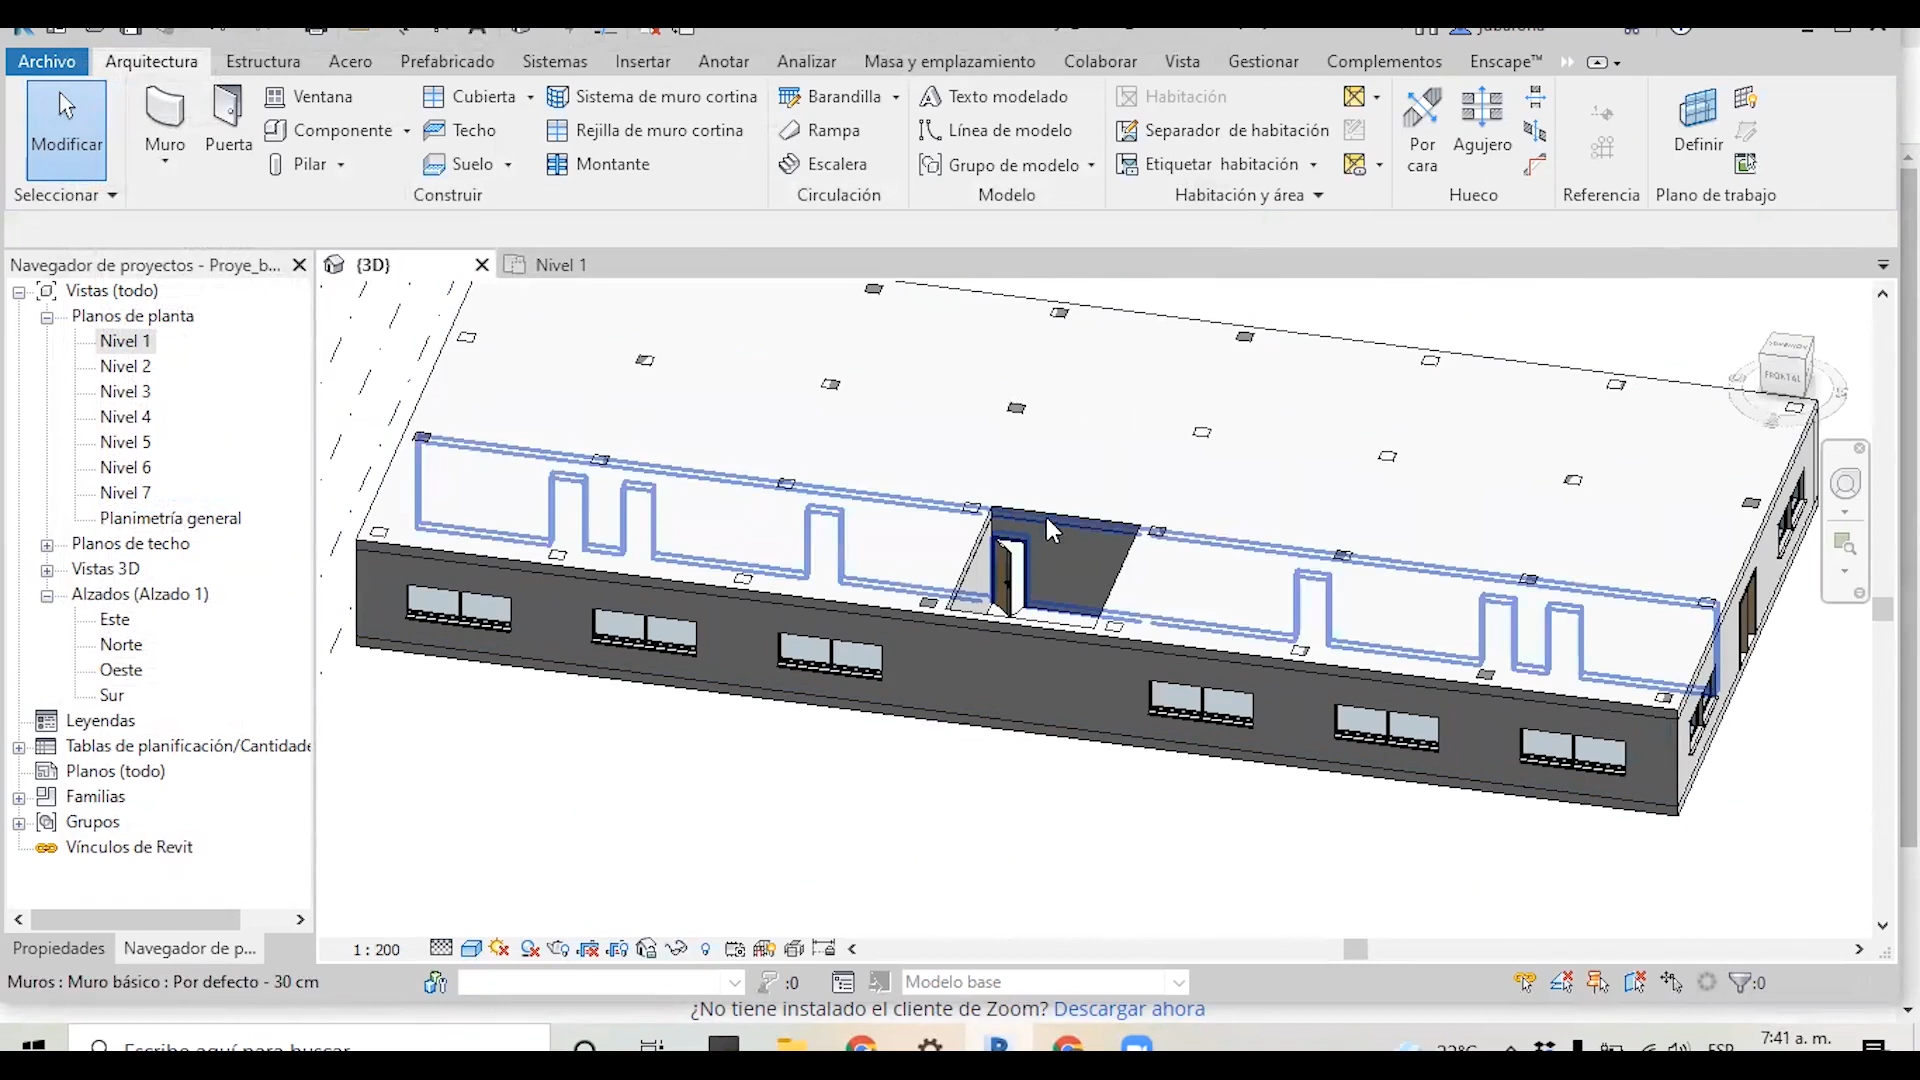 Archivo Arquitectura Estructura Acero Prefabricado Sistemas Insertar Anotar Analizar Masa y emplazamiento Colaborar Vista Gestionar Complementos Enscape™
Modificar
Seleccionar
Muro
Puerta
Ventana
Componente
Pilar
Cubierta
Techo
Suelo
Sistema de muro cortina
Rejilla de muro cortina
Montante
Construir
Barandilla
Rampa
Escalera
Circulación
Texto modelado
Línea de modelo
Grupo de modelo
Modelo
Habitación
Separador de habitación
Etiquetar habitación
Habitación y área
Por
cara
Agujero
Hueco
Referencia
Definir
Plano de trabajo
Navegador de proyectos - Proye_b...
{3D}
Nivel 1
Vistas (todo)
Planos de planta
Nivel 1
Nivel 2
Nivel 3
Nivel 4
Nivel 5
Nivel 6
Nivel 7
Planimetría general
Planos de techo
Vistas 3D
Alzados (Alzado 1)
Este
Norte
Oeste
Sur
Leyendas
Tablas de planificación/Cantidade
Planos (todo)
Familias
Grupos
Vínculos de Revit
FRONTAL
Propiedades Navegador de p...
1 : 200
Muros : Muro básico : Por defecto - 30 cm
:0
Modelo base
:0
¿No tiene instalado el cliente de Zoom? Descargar ahora
Escribe aquí para buscar
7:41 a. m.
ESP